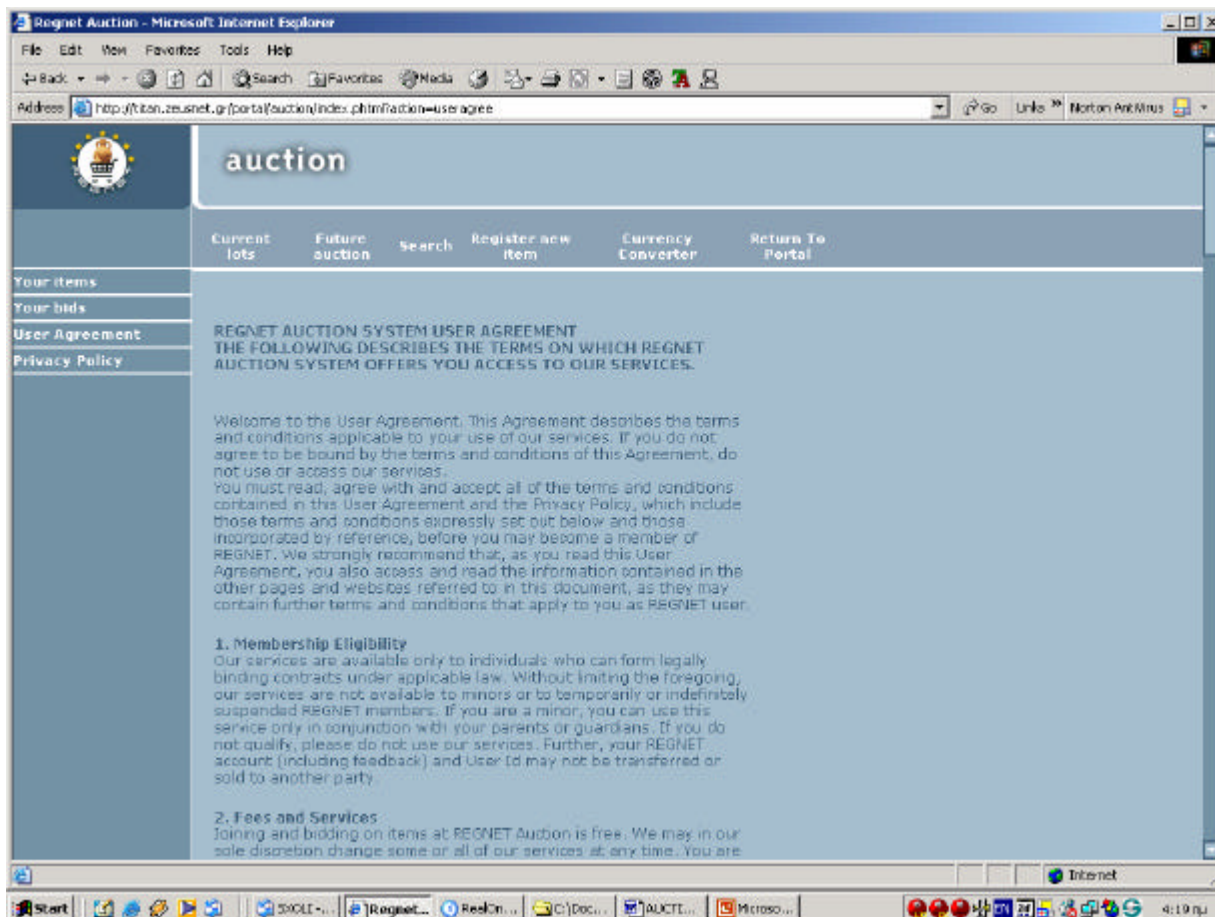 Regnet Auction - Microsoft Internet Explorer
File Edit View Favorites Tools Help
Back Search Favorites Media
Address http://titan.zeusnet.gr/portal/auction/index.phtml?action=useragree Go Links » Norton AntiVirus
auction
Current lots Future auction Search Register new item Currency Converter Return To Portal
Your items
Your bids
User Agreement
Privacy Policy
REGNET AUCTION SYSTEM USER AGREEMENT
THE FOLLOWING DESCRIBES THE TERMS ON WHICH REGNET
AUCTION SYSTEM OFFERS YOU ACCESS TO OUR SERVICES.
Welcome to the User Agreement. This Agreement describes the terms
and conditions applicable to your use of our services. If you do not
agree to be bound by the terms and conditions of this Agreement, do
not use or access our services.
You must read, agree with and accept all of the terms and conditions
contained in this User Agreement and the Privacy Policy, which include
those terms and conditions expressly set out below and those
incorporated by reference, before you may become a member of
REGNET. We strongly recommend that, as you read this User
Agreement, you also access and read the information contained in the
other pages and websites referred to in this document, as they may
contain further terms and conditions that apply to you as REGNET user.
1. Membership Eligibility
Our services are available only to individuals who can form legally
binding contracts under applicable law. Without limiting the foregoing,
our services are not available to minors or to temporarily or indefinitely
suspended REGNET members. If you are a minor, you can use this
service only in conjunction with your parents or guardians. If you do
not qualify, please do not use our services. Further, your REGNET
account (including feedback) and User Id may not be transferred or
sold to another party.
2. Fees and Services
Joining and bidding on items at REGNET Auction is free. We may in our
sole discretion change some or all of our services at any time. You are
Internet
Start SXOLI -... Regnet... RealOn... C:\Doc... AUCTI... Microso... EN 4:19 πμ